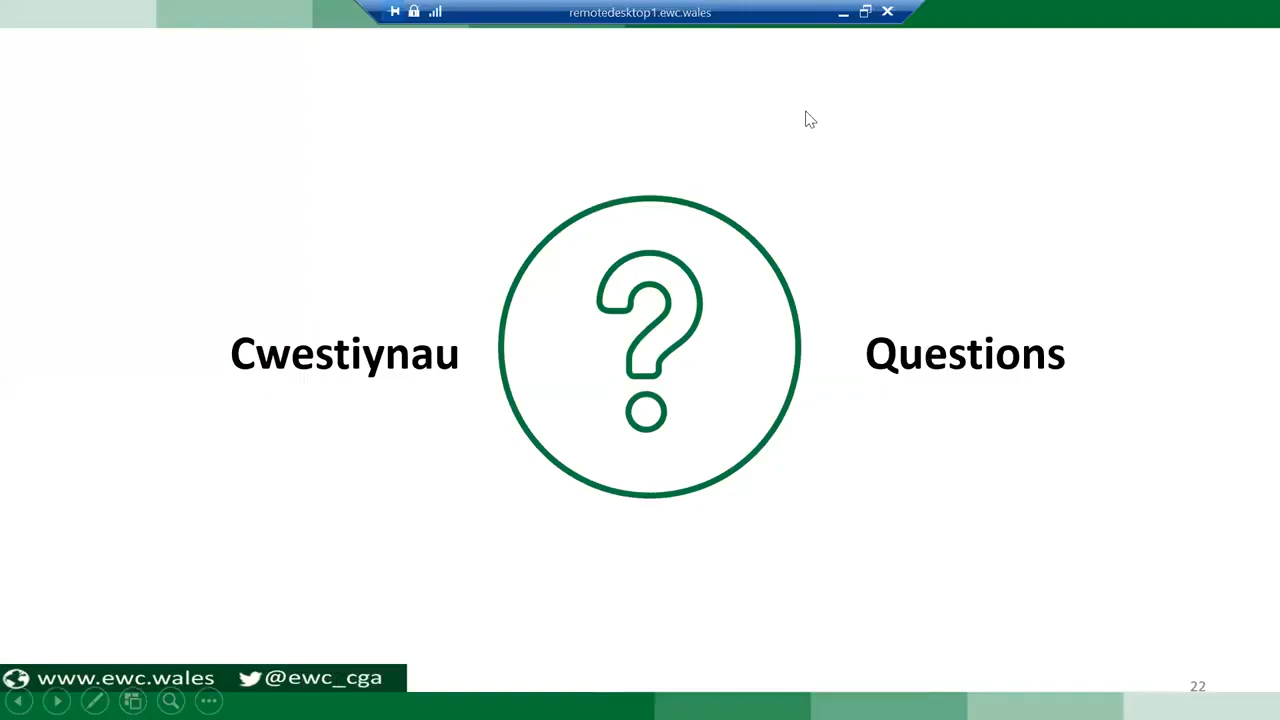 remotedesktop1.ewc.wales
Cwestiynau
?
Questions
www.ewc.wales @ewc_cga
22